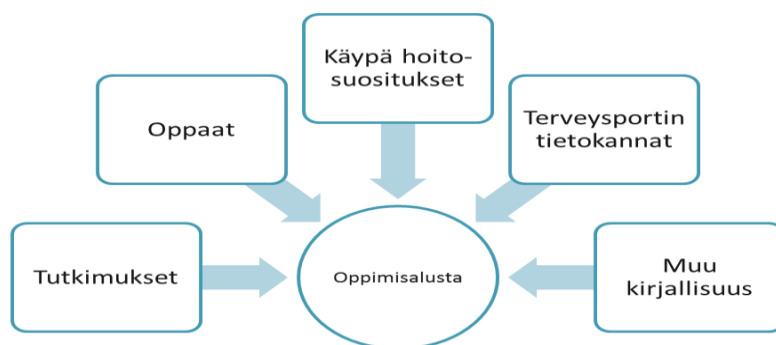 Käypä hoito-
suositukset
Oppaat
Terveysportin
tietokannat
Tutkimukset
Oppimisalusta
Muu
kirjallisuus